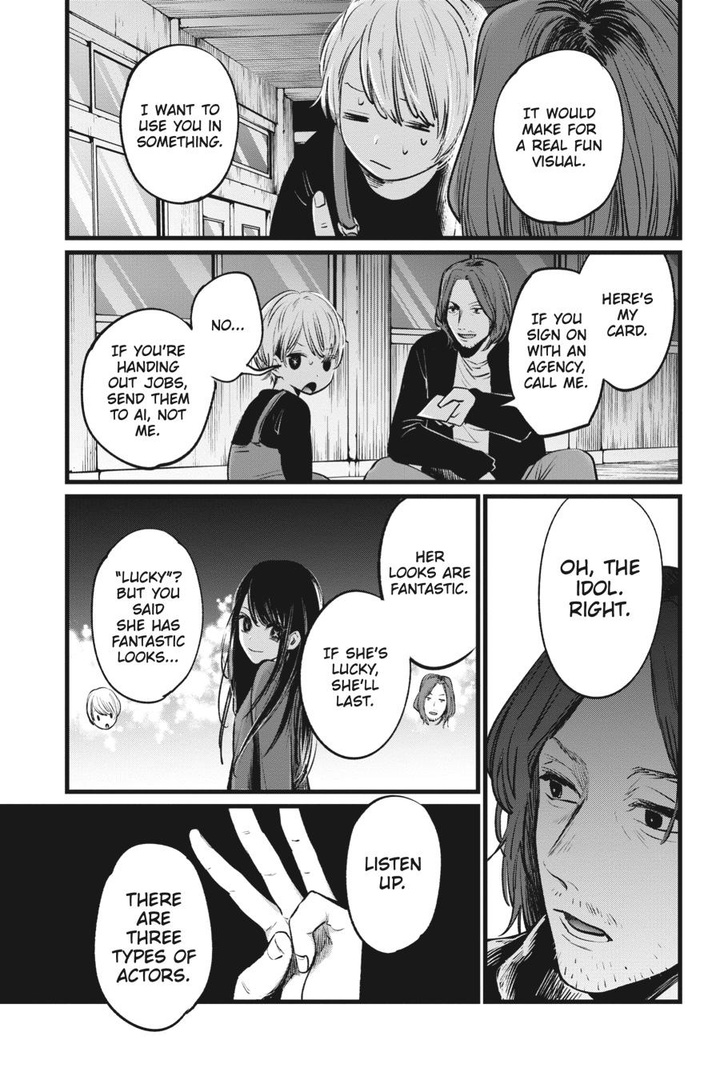 IT WOULD
MAKE FOR
A REAL FUN
VISUAL.
I WANT TO
USE YOU IN
SOMETHING.
HERE'S
MY
CARD.
IF YOU
SIGN ON
WITH AN
AGENCY,
CALL ME.
NO...
IF YOU'RE
HANDING
OUT JOBS,
SEND THEM
TO AI, NOT
ME.
OH, THE
IDOL.
RIGHT.
HER
LOOKS ARE
FANTASTIC.
IF SHE'S
LUCKY,
SHE'LL
LAST.
"LUCKY"?
BUT YOU
SAID
SHE HAS
FANTASTIC
LOOKS...
LISTEN
UP.
THERE
ARE
THREE
TYPES OF
ACTORS.